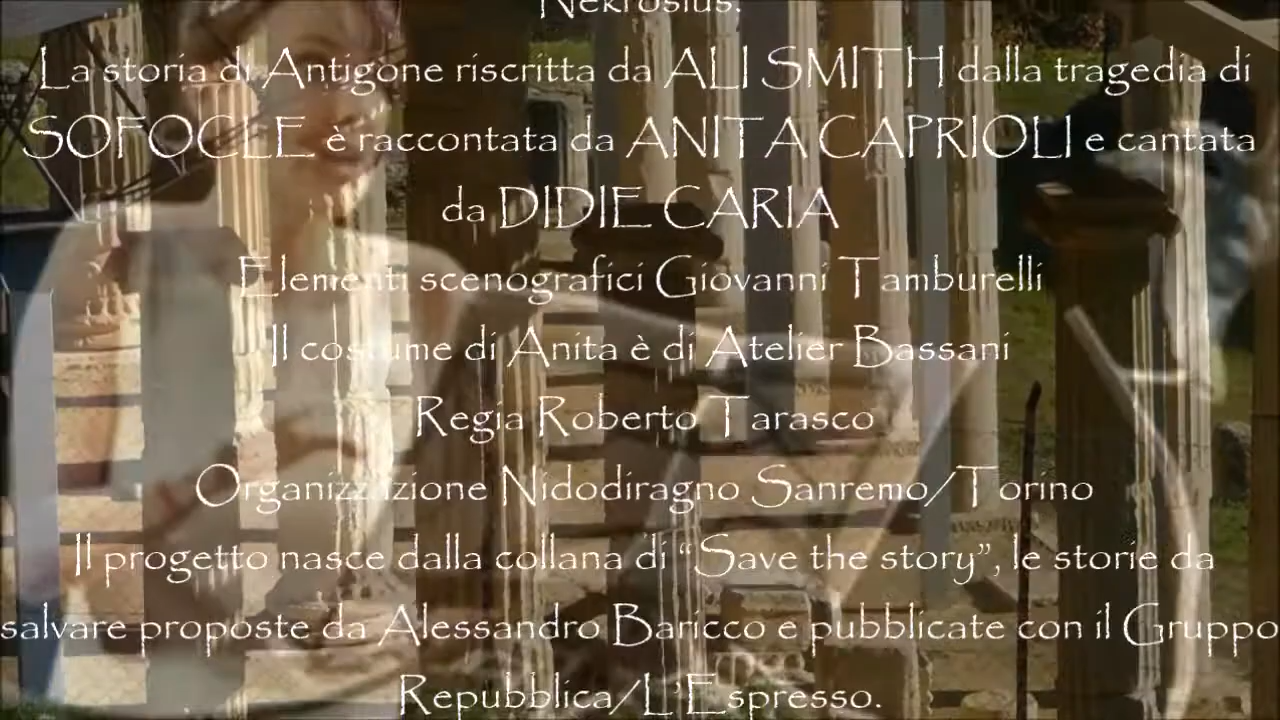 Nekrosius.
La storia di Antigone riscritta da ALI SMITH dalla tragedia di
SOFOCLE è raccontata da ANITA CAPRIOLI e cantata
da DIDIE CARIA
Elementi scenografici Giovanni Tamburelli
Il costume di Anita è di Atelier Bassani
Regia Roberto Tarasco
Organizzazione Nidodiragno Sanremo/Torino
Il progetto nasce dalla collana di “Save the story”, le storie da
salvare proposte da Alessandro Baricco e pubblicate con il Gruppo
Repubblica/L’Espresso.